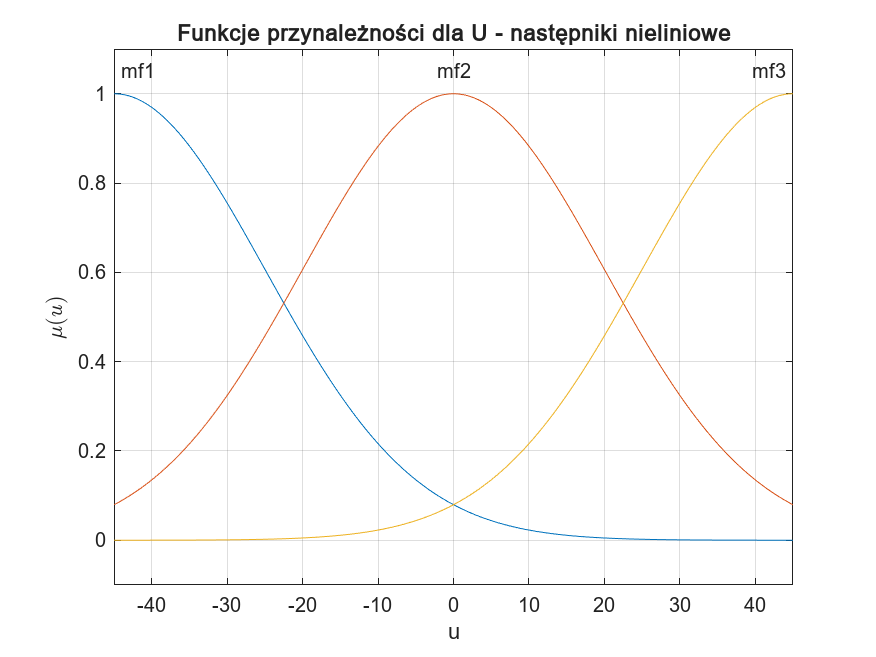 Funkcje przynależności dla U - następniki nieliniowe
mf1 mf2 mf3
1
0.8
0.6
0.4
0.2
0
μ(u)
-40 -30 -20 -10 0 10 20 30 40
u